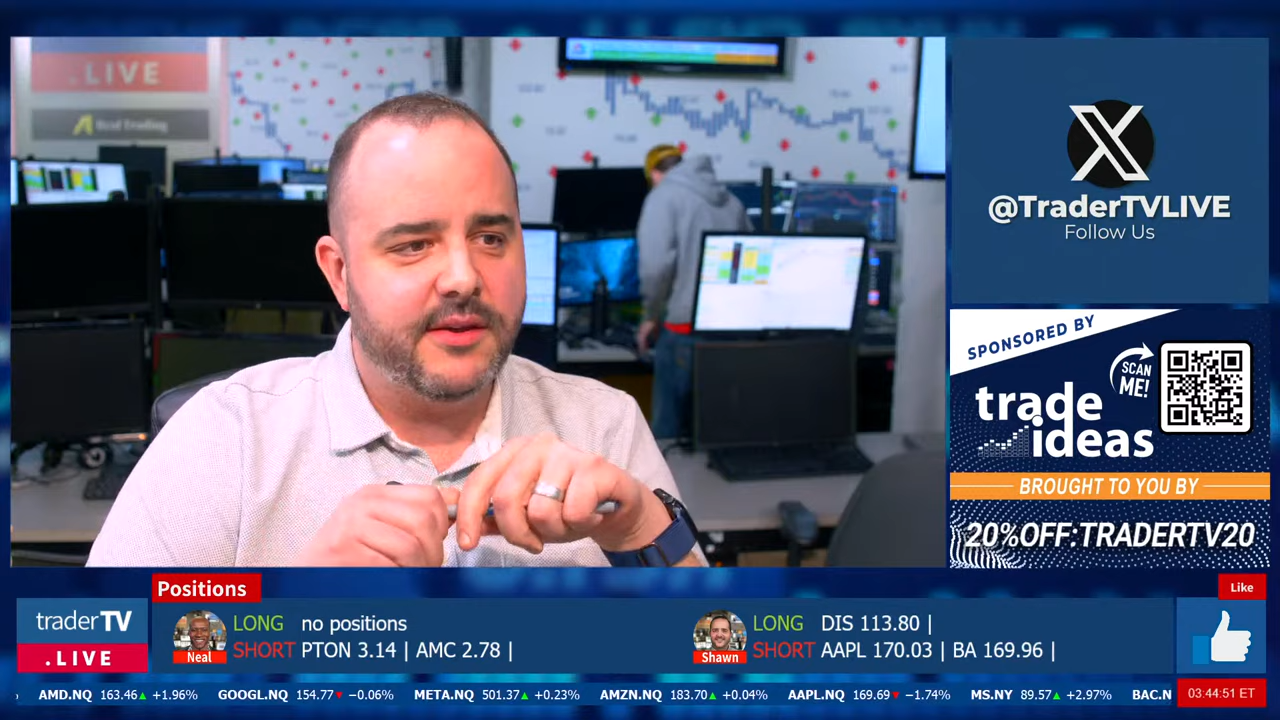 .LIVE
Real Trading
@TraderTVLIVE
Follow Us
SPONSORED BY
SCAN
ME!
trade
ideas
BROUGHT TO YOU BY
20%OFF:TRADERTV20
Positions
Like
traderTV
.LIVE
Neal
LONG no positions
SHORT PTON 3.14 | AMC 2.78 |
Shawn
LONG DIS 113.80 |
SHORT AAPL 170.03 | BA 169.96 |
AMD.NQ 163.46▲ +1.96% GOOGL.NQ 154.77▼ −0.06% META.NQ 501.37▲ +0.23% AMZN.NQ 183.70▲ +0.04% AAPL.NQ 169.69▼ −1.74% MS.NY 89.57▲ +2.97% BAC.N
03:44:51 ET